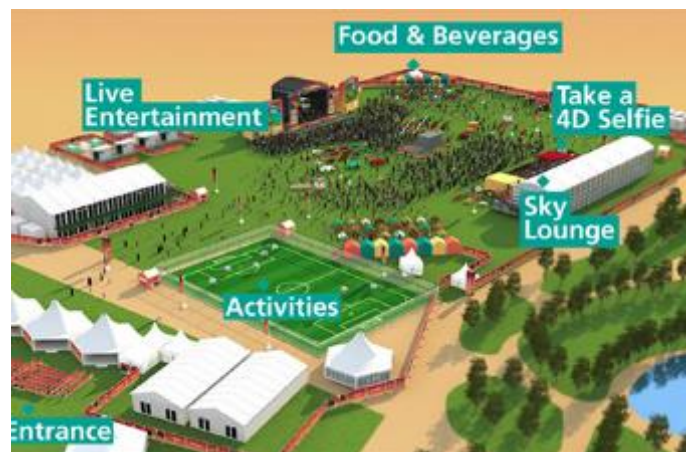 Food & Beverages
Live
Entertainment
Take a
4D Selfie
Sky
Lounge
Activities
Entrance